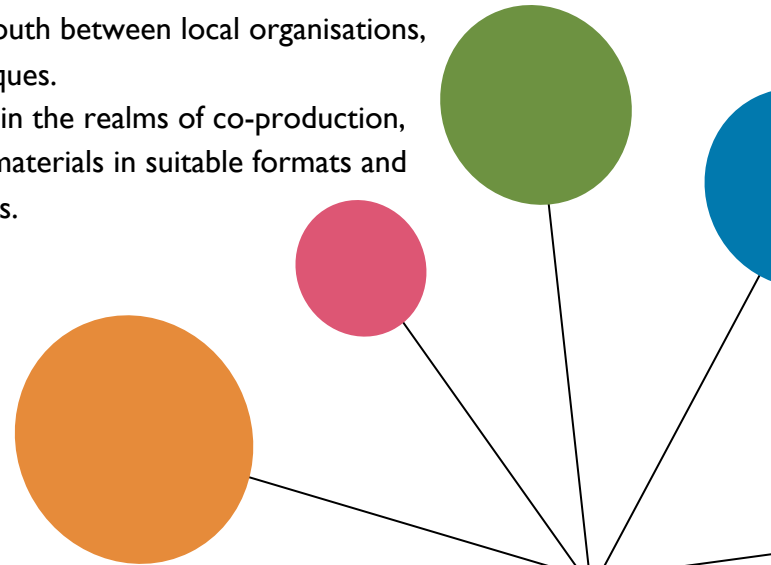 outh between local organisations,
ques.
in the realms of co-production,
materials in suitable formats and
s.